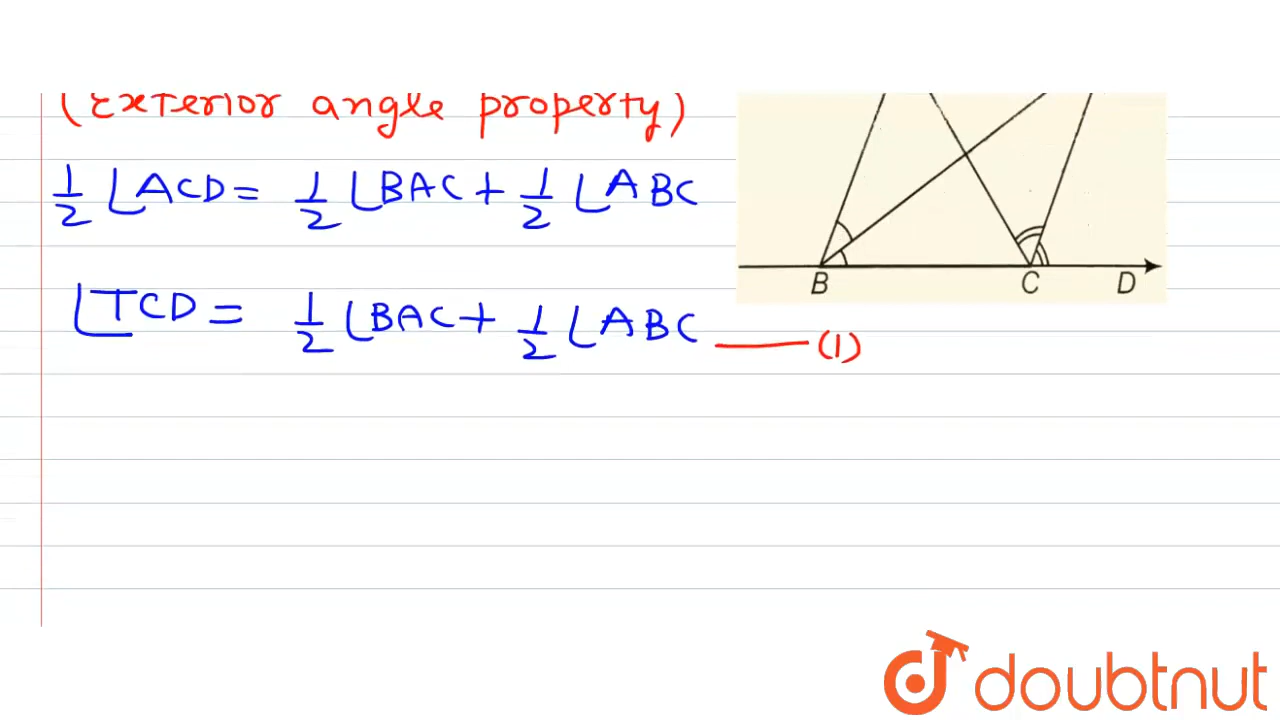 (Exterior angle property)
1/2 ∠ACD = 1/2 ∠BAC + 1/2 ∠ABC
∠TCD = 1/2 ∠BAC + 1/2 ∠ABC —— (1)
B C D
doubtnut